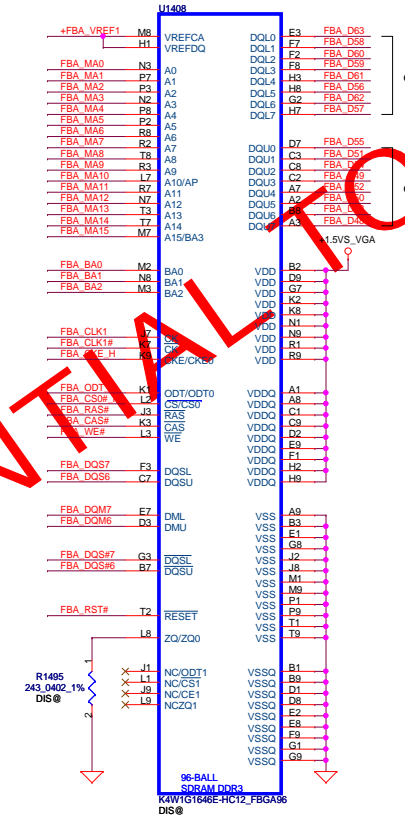 U1408
+FBA_VREF1 M8 VREFCA DQL0 E3 FBA_D63
H1 VREFDQ DQL1 F7 FBA_D58
DQL2 F2 FBA_D60
FBA_MA0 N3 A0 DQL3 F8 FBA_D59
FBA_MA1 P7 A1 DQL4 H3 FBA_D61
FBA_MA2 P3 A2 DQL5 H8 FBA_D56
FBA_MA3 N2 A3 DQL6 G2 FBA_D62
FBA_MA4 P8 A4 DQL7 H7 FBA_D57
FBA_MA5 P2 A5
FBA_MA6 R8 A6
FBA_MA7 R2 A7 DQU0 D7 FBA_D55
FBA_MA8 T8 A8 DQU1 C3 FBA_D51
FBA_MA9 R3 A9 DQU2 C8
FBA_MA10 L7 A10/AP DQU3 C2
FBA_MA11 R7 A11 DQU4 A7
FBA_MA12 N7 A12 DQU5 A2
FBA_MA13 T3 A13 DQU6 B8
FBA_MA14 T7 A14 A3 FBA_D48
FBA_MA15 M7 A15/BA3
+1.5VS_VGA
FBA_BA0 M2 BA0 VDD B2
FBA_BA1 N8 BA1 VDD D9
FBA_BA2 M3 BA2 VDD G7
VDD K2
VDD K8
VDD N1
FBA_CLK1 J7 VDD N9
FBA_CLK1# K7 VDD R1
K9 CKE/CKE0 VDD R9
FBA_ODT K1 ODT/ODT0 VDDQ A1
FBA_CS0# L2 CS/CS0 VDDQ A8
FBA_RAS# J3 RAS VDDQ C1
FBA_CAS# K3 CAS VDDQ C9
FBA_WE# L3 WE VDDQ D2
VDDQ E9
VDDQ F1
FBA_DQS7 F3 DQSL VDDQ H2
FBA_DQS6 C7 DQSU VDDQ H9
FBA_DQM7 E7 DML VSS A9
FBA_DQM6 D3 DMU VSS B3
VSS E1
VSS G8
FBA_DQS#7 G3 DQSL VSS J2
FBA_DQS#6 B7 DQSU VSS J8
VSS M1
VSS M9
VSS P1
FBA_RST# T2 RESET VSS P9
VSS T1
L8 ZQ/ZQ0 VSS T9
J1 NC/ODT1 VSSQ B1
L1 NC/CS1 VSSQ B9
J9 NC/CE1 VSSQ D1
L9 NCZQ1 VSSQ D8
VSSQ E2
VSSQ E8
VSSQ F9
VSSQ G1
VSSQ G9
1
R1495
243_0402_1%
DIS@
2
96-BALL
SDRAM DDR3
K4W1G1646E-HC12_FBGA96
DIS@